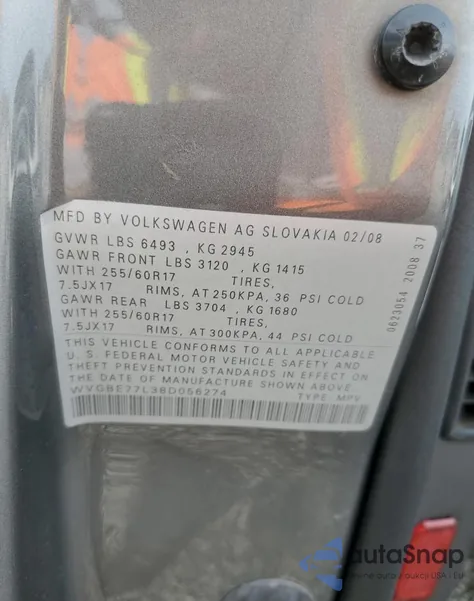 MFD BY VOLKSWAGEN AG SLOVAKIA 02/08
GVWR LBS 6493 , KG 2945
GAWR FRONT LBS 3120 , KG 1415
WITH 255/60R17 TIRES,
7.5JX17 RIMS, AT 250KPA, 36 PSI COLD
GAWR REAR LBS 3704 , KG 1680
WITH 255/60R17 TIRES,
7.5JX17 RIMS, AT 300KPA, 44 PSI COLD
THIS VEHICLE CONFORMS TO ALL APPLICABLE
U.S. FEDERAL MOTOR VEHICLE SAFETY AND
THEFT PREVENTION STANDARDS IN EFFECT ON
THE DATE OF MANUFACTURE SHOWN ABOVE
WVGBE77L38D056274
TYPE MPV
0623054 2008 37
autoSnap